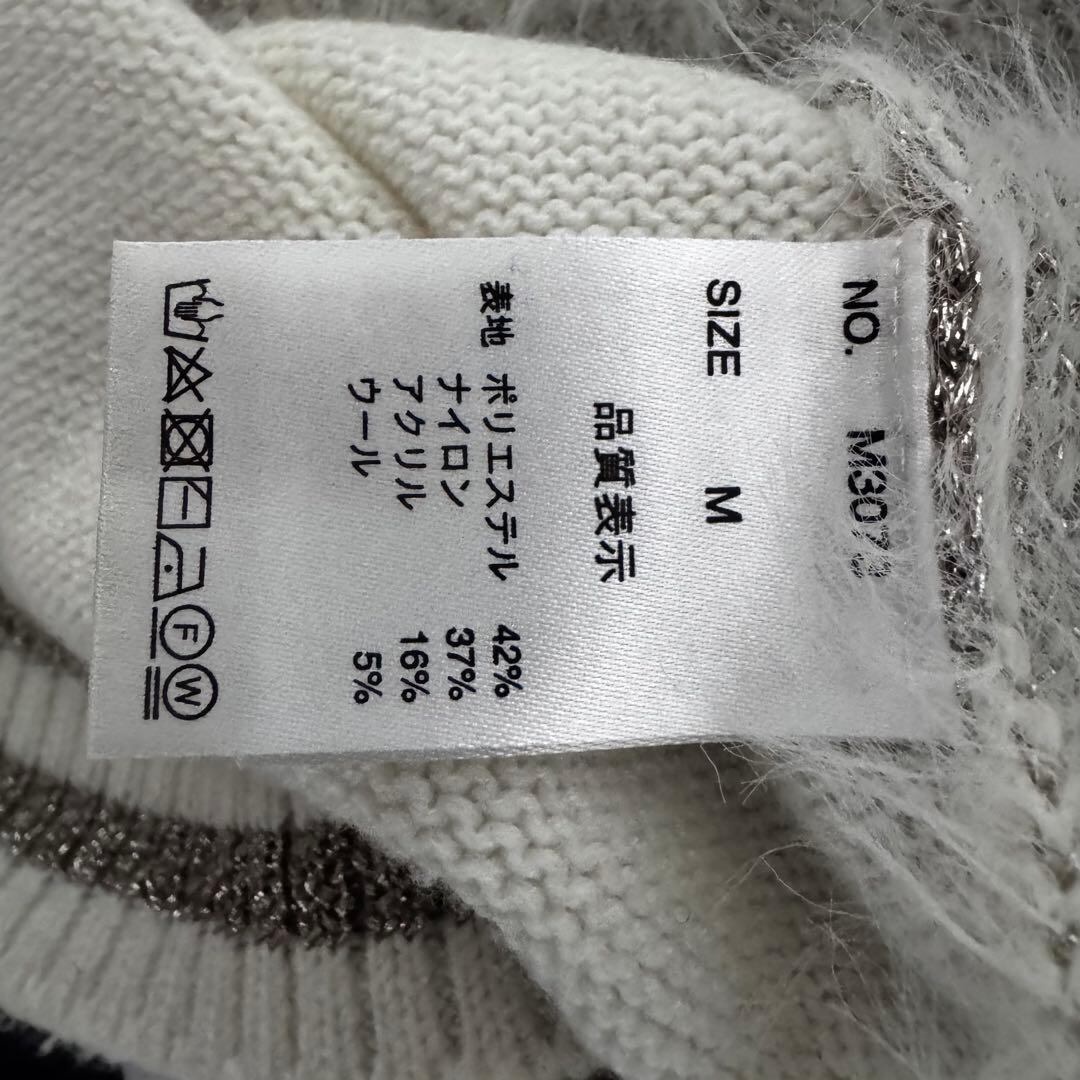 NO.
SIZE M
品質表示
表地 ポリエステル 42%
ナイロン 37%
アクリル 16%
ウール 5%
F W